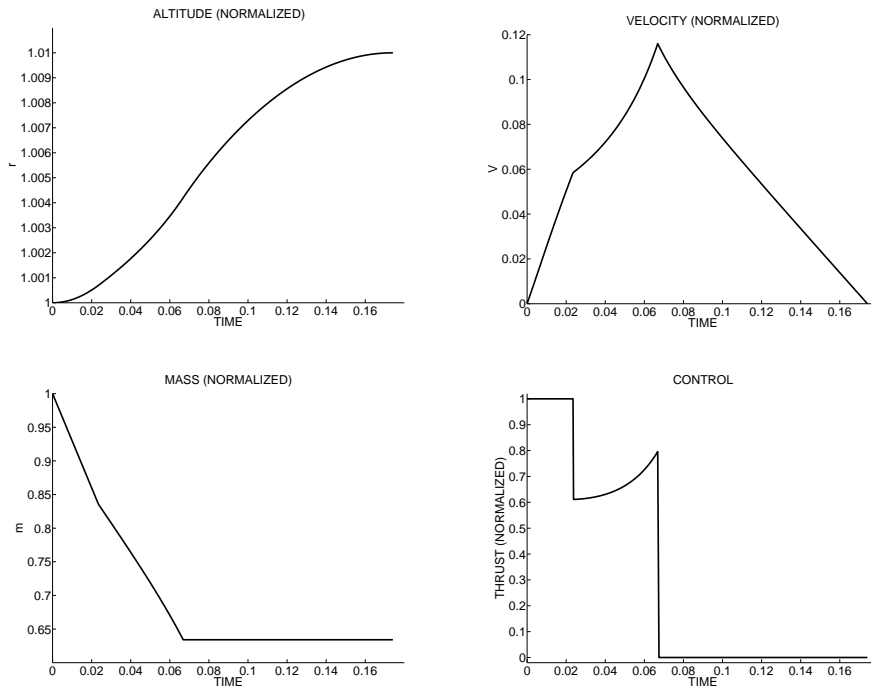 ALTITUDE (NORMALIZED)
1.01
1.009
1.008
1.007
1.006
1.005
1.004
1.003
1.002
1.001
1
r
0 0.02 0.04 0.06 0.08 0.1 0.12 0.14 0.16
TIME
VELOCITY (NORMALIZED)
0.12
0.1
0.08
0.06
0.04
0.02
0
V
0 0.02 0.04 0.06 0.08 0.1 0.12 0.14 0.16
TIME
MASS (NORMALIZED)
1
0.95
0.9
0.85
0.8
0.75
0.7
0.65
m
0 0.02 0.04 0.06 0.08 0.1 0.12 0.14 0.16
TIME
CONTROL
1
0.9
0.8
0.7
0.6
0.5
0.4
0.3
0.2
0.1
0
THRUST (NORMALIZED)
0 0.02 0.04 0.06 0.08 0.1 0.12 0.14 0.16
TIME